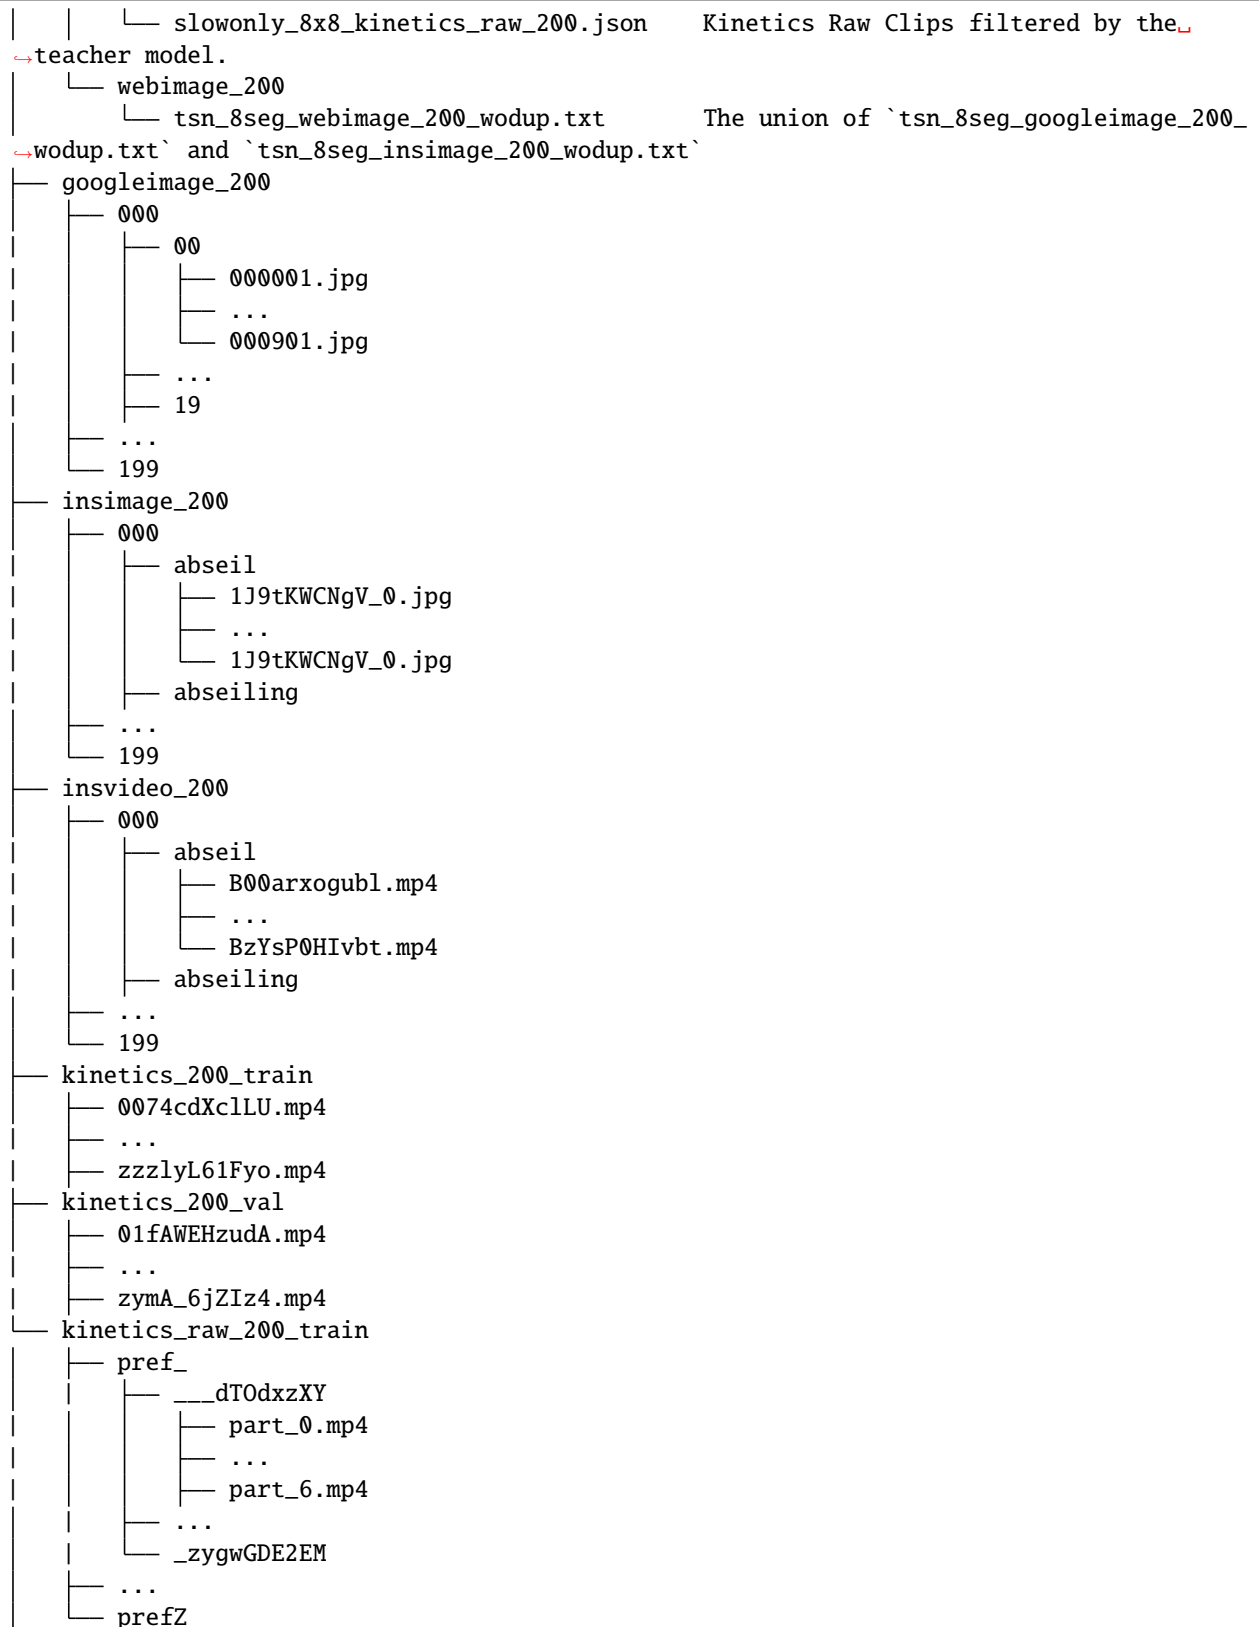 │   │   └── slowonly_8x8_kinetics_raw_200.json    Kinetics Raw Clips filtered by the␣
↪teacher model.
│   └── webimage_200
│       └── tsn_8seg_webimage_200_wodup.txt       The union of `tsn_8seg_googleimage_200_
↪wodup.txt` and `tsn_8seg_insimage_200_wodup.txt`
├── googleimage_200
│   ├── 000
|   │   ├── 00
|   │   │   ├── 000001.jpg
|   │   │   ├── ...
|   │   │   └── 000901.jpg
|   │   ├── ...
|   │   ├── 19
│   ├── ...
│   └── 199
├── insimage_200
│   ├── 000
|   │   ├── abseil
|   │   │   ├── 1J9tKWCNgV_0.jpg
|   │   │   ├── ...
|   │   │   └── 1J9tKWCNgV_0.jpg
|   │   ├── abseiling
│   ├── ...
│   └── 199
├── insvideo_200
│   ├── 000
|   │   ├── abseil
|   │   │   ├── B00arxogubl.mp4
|   │   │   ├── ...
|   │   │   └── BzYsP0HIvbt.mp4
|   │   ├── abseiling
│   ├── ...
│   └── 199
├── kinetics_200_train
│   ├── 0074cdXclLU.mp4
|   ├── ...
|   ├── zzzlyL61Fyo.mp4
├── kinetics_200_val
│   ├── 01fAWEHzudA.mp4
|   ├── ...
|   ├── zymA_6jZIz4.mp4
└── kinetics_raw_200_train
│   ├── pref_
│   |   ├── ___dTOdxzXY
|   │   │   ├── part_0.mp4
|   │   │   ├── ...
|   │   │   ├── part_6.mp4
│   |   ├── ...
│   |   └── _zygwGDE2EM
│   ├── ...
│   └── prefZ